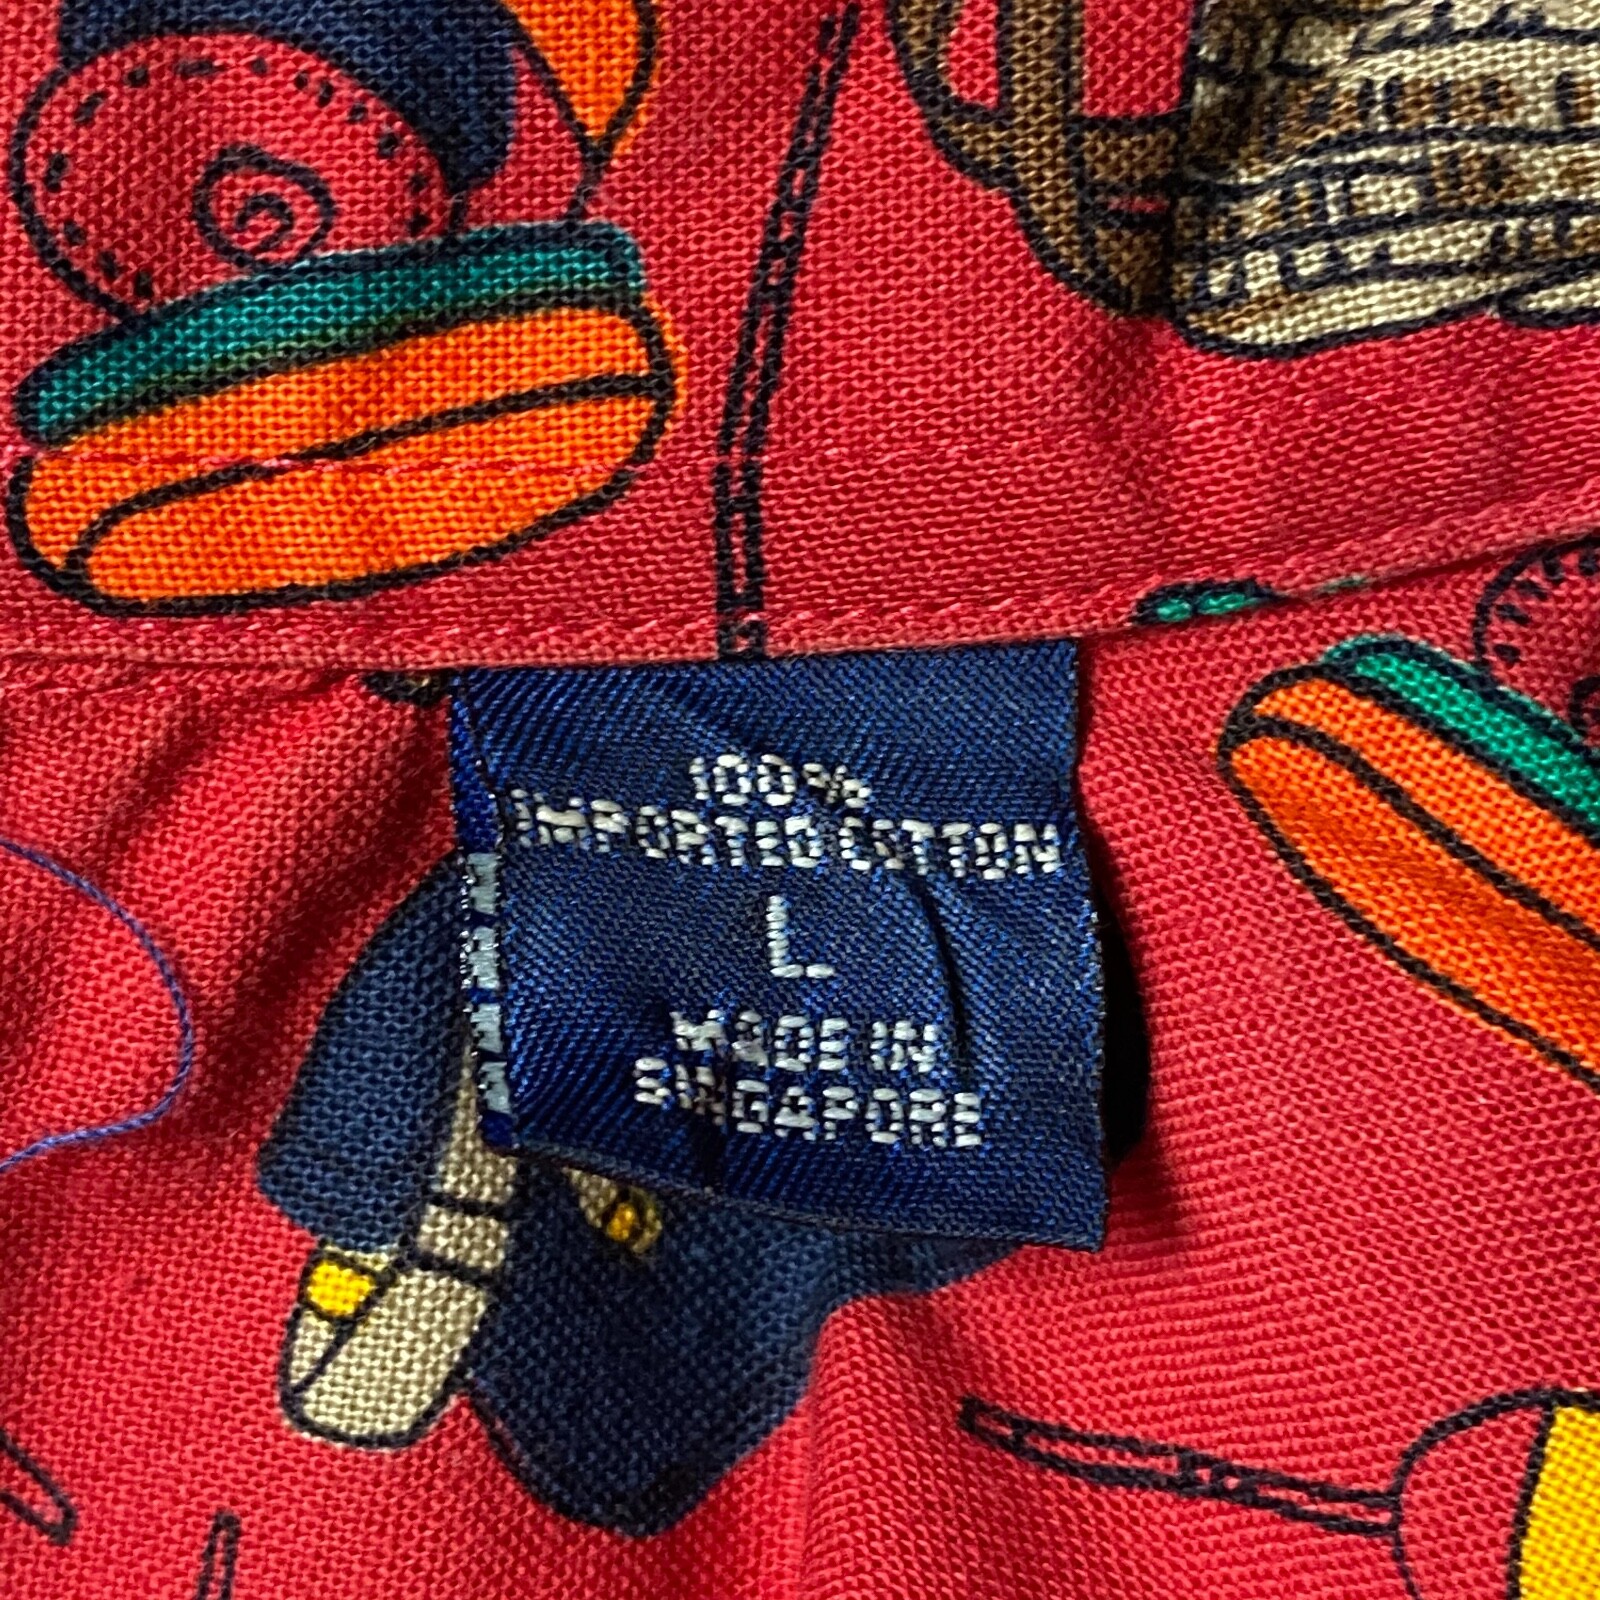 100%
IMPORTED COTTON
L
MADE IN
SINGAPORE